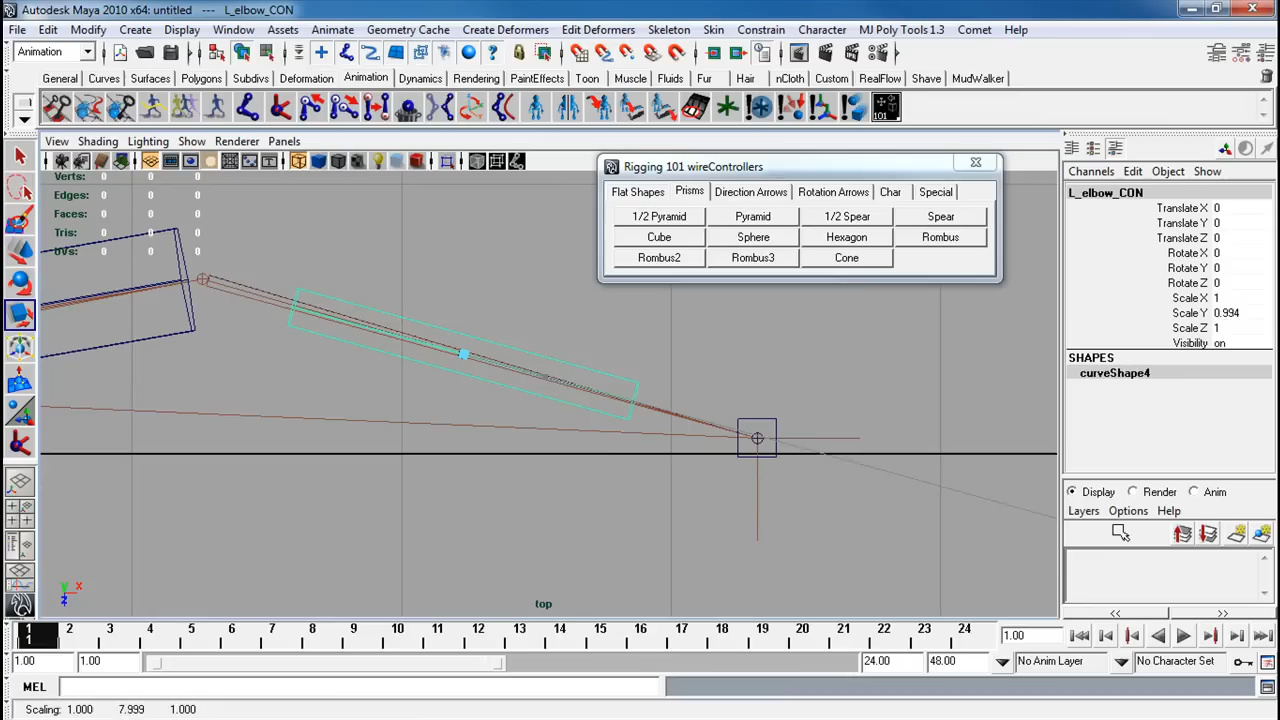 Autodesk Maya 2010 x64: untitled --- L_elbow_CON
File Edit Modify Create Display Window Assets Animate Geometry Cache Create Deformers Edit Deformers Skeleton Skin Constrain Character MJ Poly Tools 1.3 Comet Help
Animation
General Curves Surfaces Polygons Subdivs Deformation Animation Dynamics Rendering PaintEffects Toon Muscle Fluids Fur Hair nCloth Custom RealFlow Shave MudWalker
101
View Shading Lighting Show Renderer Panels
Verts: 0 0 0
Edges: 0 0 0
Faces: 0 0 0
Tris: 0 0 0
UVs: 0 0 0
Rigging 101 wireControllers
Flat Shapes Prisms Direction Arrows Rotation Arrows Char Special
1/2 Pyramid Pyramid 1/2 Spear Spear
Cube Sphere Hexagon Rombus
Rombus2 Rombus3 Cone
Channels Edit Object Show
L_elbow_CON
Translate X 0
Translate Y 0
Translate Z 0
Rotate X 0
Rotate Y 0
Rotate Z 0
Scale X 1
Scale Y 0.994
Scale Z 1
Visibility on
SHAPES
curveShape4
Display Render Anim
Layers Options Help
y x
z
top
<< >>
1 2 3 4 5 6 7 8 9 10 11 12 13 14 15 16 17 18 19 20 21 22 23 24
1
1.00
1.00 1.00 24.00 48.00 No Anim Layer No Character Set
MEL
Scaling: 1.000 7.999 1.000